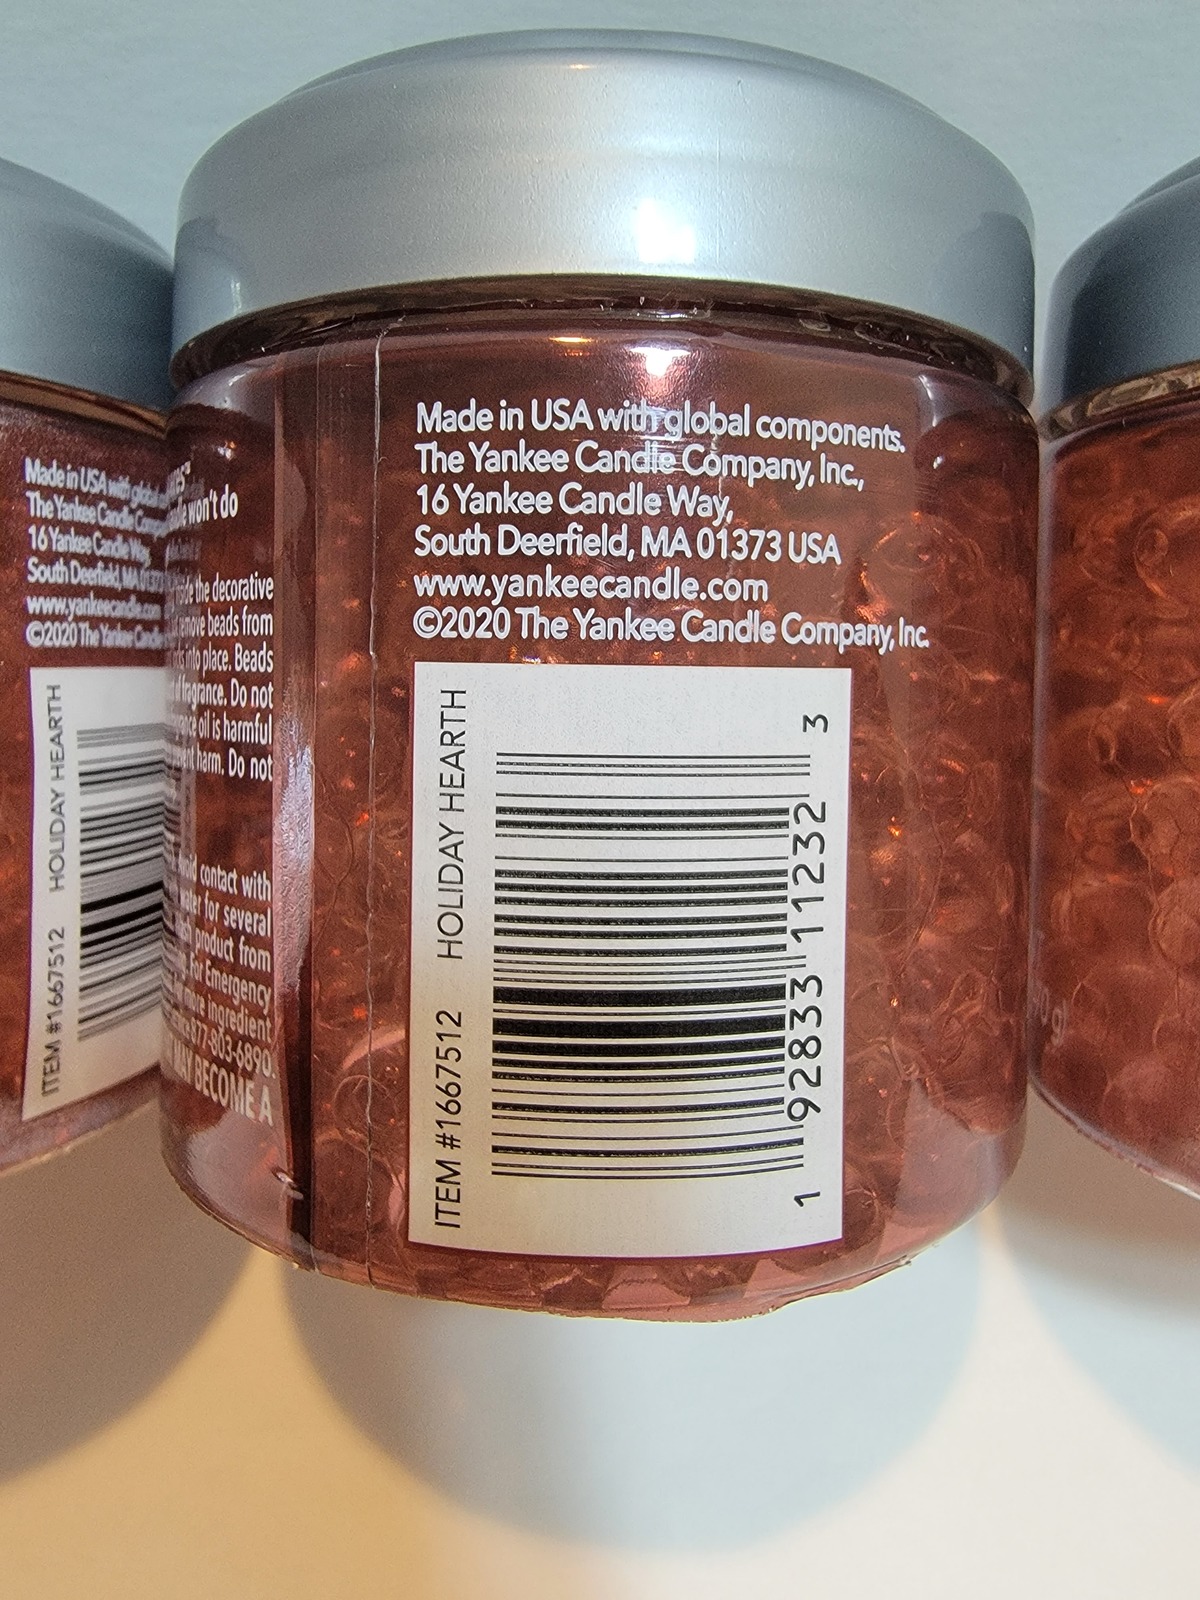 Made in USA with global components.
The Yankee Candle Company, Inc.,
16 Yankee Candle Way,
South Deerfield, MA 01373 USA
www.yankeecandle.com
©2020 The Yankee Candle Company, Inc.
ITEM #1667512 HOLIDAY HEARTH
1 92833 11232 3
Made in USA with global
The Yankee Candle
16 Yankee Candle Way,
South Deerfield, MA
www.yankeecandle.com
©2020 The Yankee Candle
ITEM #1667512 HOLIDAY HEARTH
won't do
the decorative
remove beads from
into place. Beads
of fragrance. Do not
oil is harmful
harm. Do not
contact with
water for several
product from
For Emergency
more ingredient
877-803-6890.
MAY BECOME A